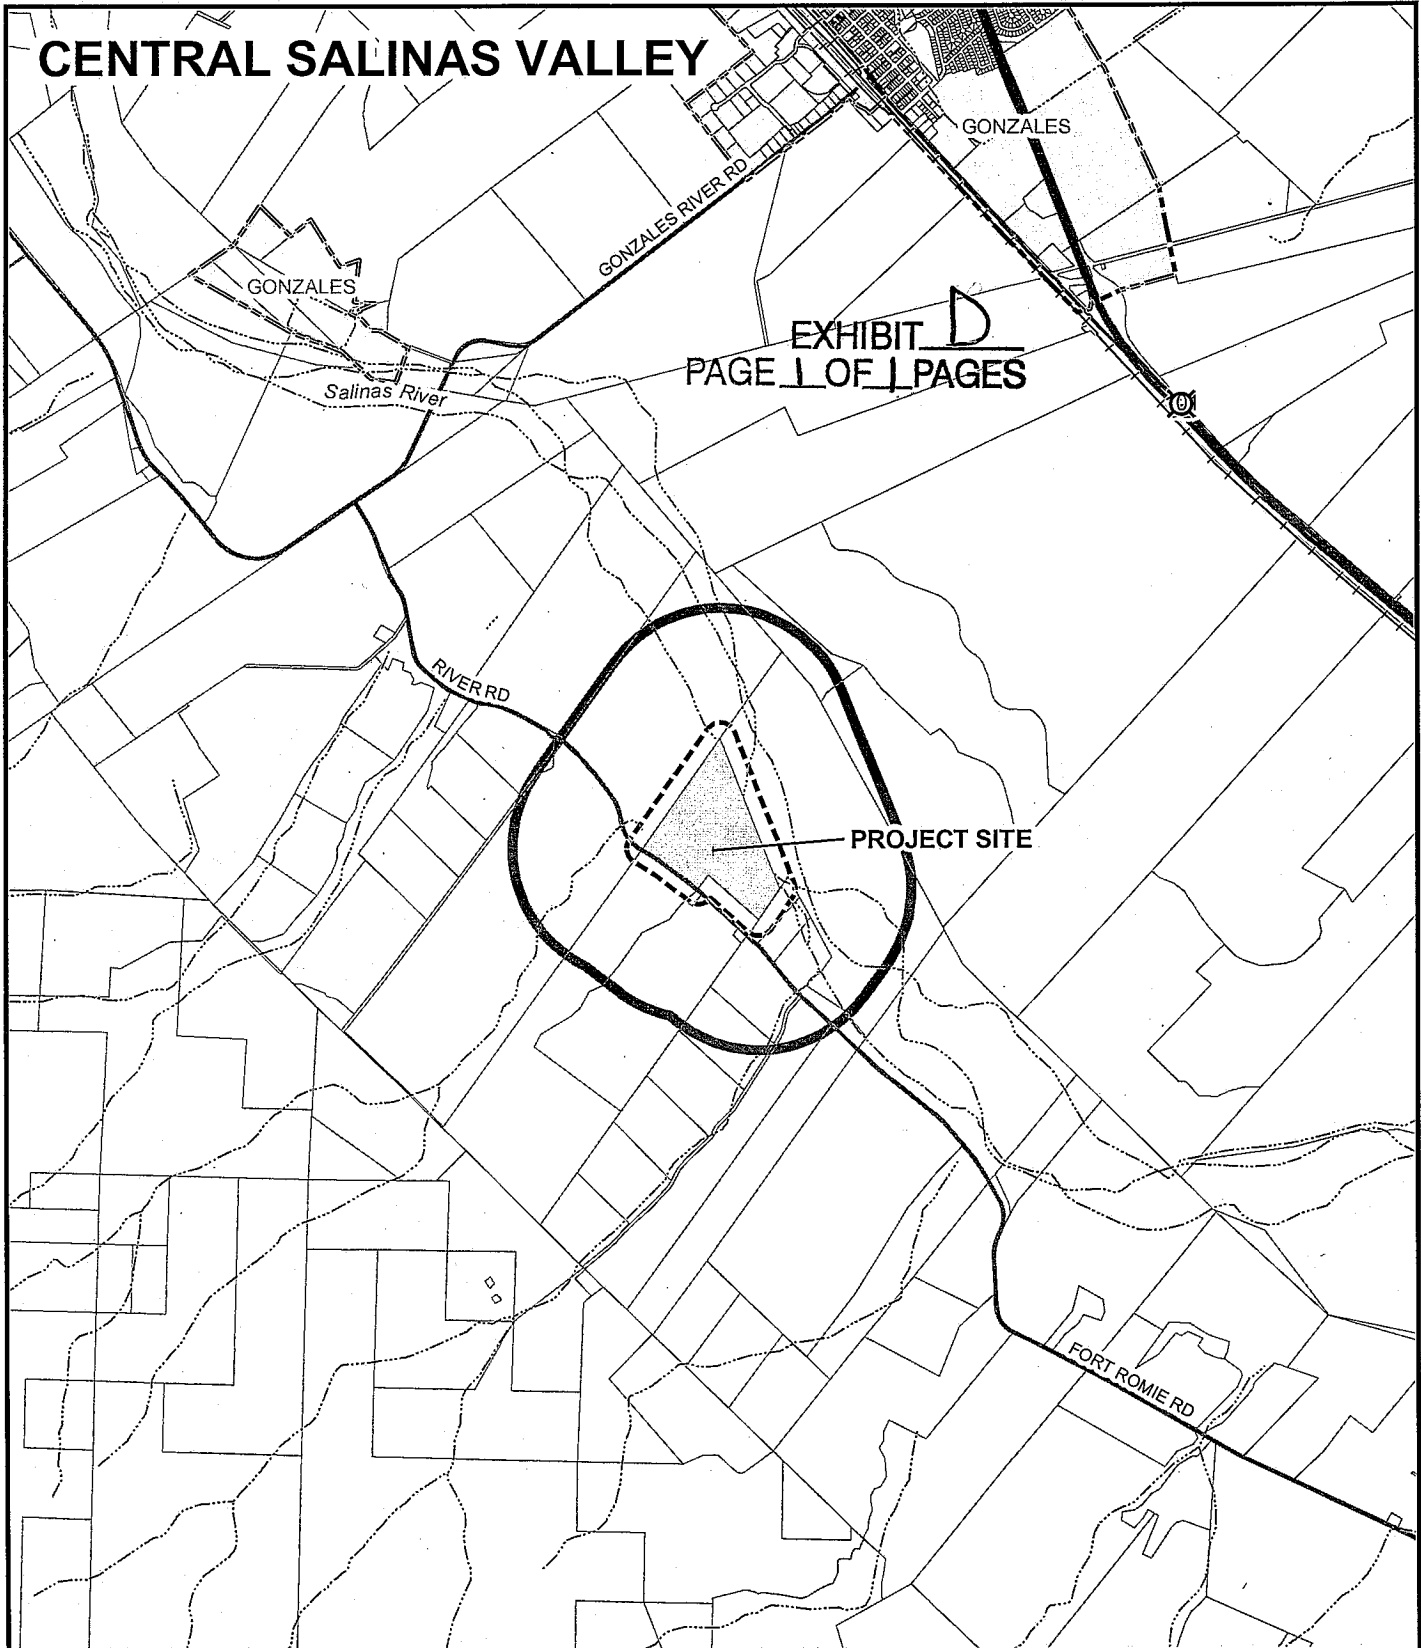 CENTRAL SALINAS VALLEY
GONZALES
GONZALES RIVER RD
GONZALES
EXHIBIT D
PAGE 1 OF 1 PAGES
Salinas River
RIVER RD
PROJECT SITE
FORT ROMIE RD